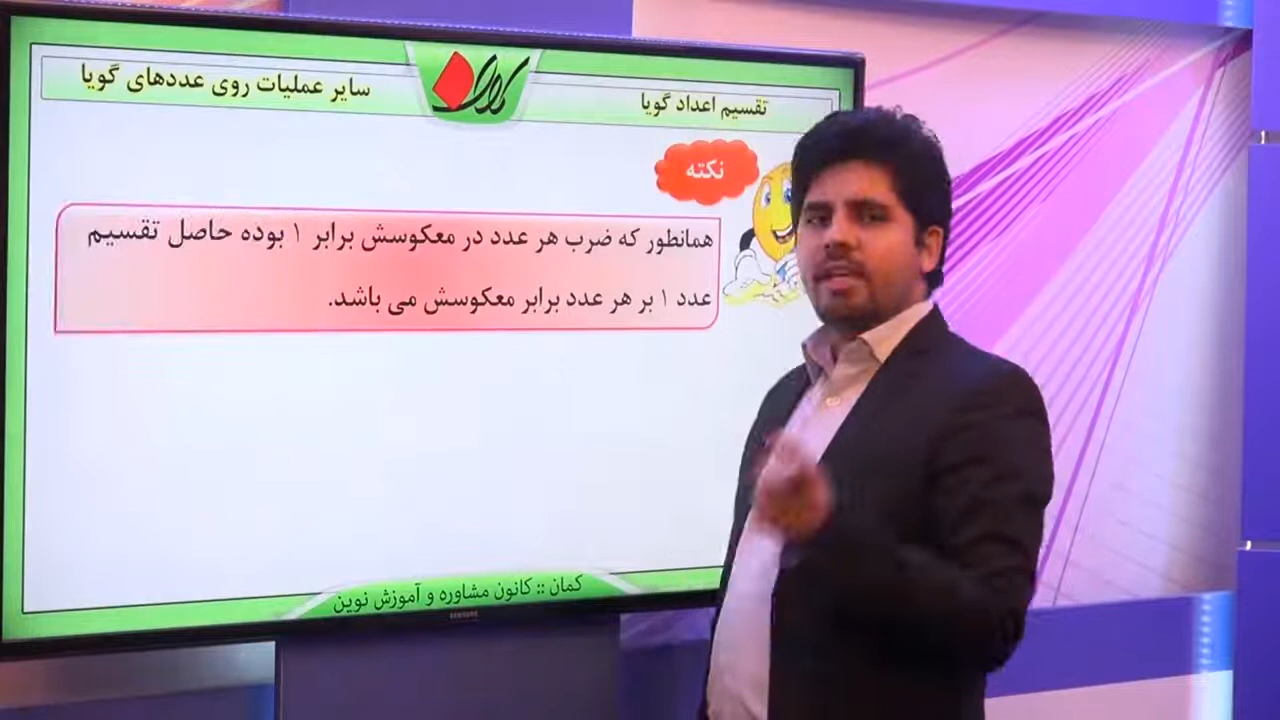 تقسیم اعداد گویا
سایر عملیات روی عددهای گویا
نکته
همانطور که ضرب هر عدد در معکوسش برابر ۱ بوده حاصل تقسیم
عدد ۱ بر هر عدد برابر معکوسش می باشد.
کمان :: کانون مشاوره و آموزش نوین
SAMSUNG